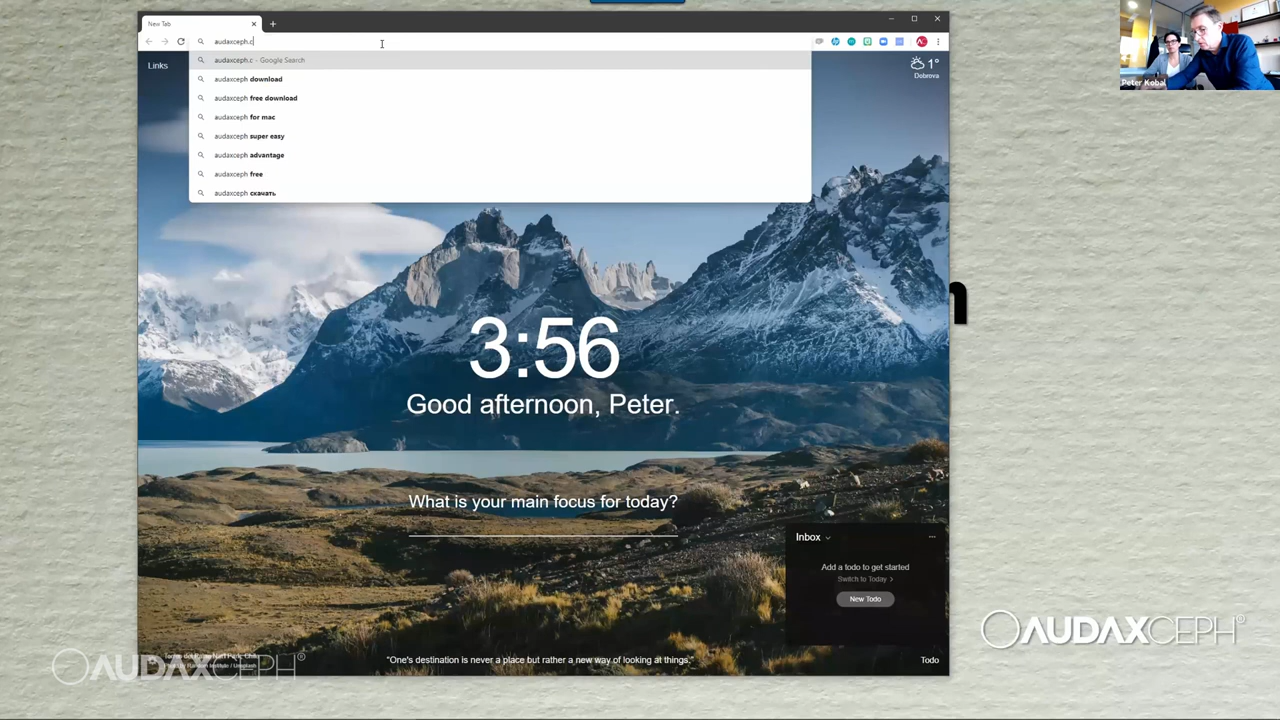 New Tab
audaxceph.c
audaxceph.c - Google Search
audaxceph download
audaxceph free download
audaxceph for mac
audaxceph super easy
audaxceph advantage
audaxceph free
audaxceph скачать
Links
1°
Dobrova
Peter Kobal
n
3:56
Good afternoon, Peter.
What is your main focus for today?
Inbox
Add a todo to get started
Switch to Today
New Todo
AUDAXCEPH®
AUDAXCEPH®
"One's destination is never a place but rather a new way of looking at things."
Todo